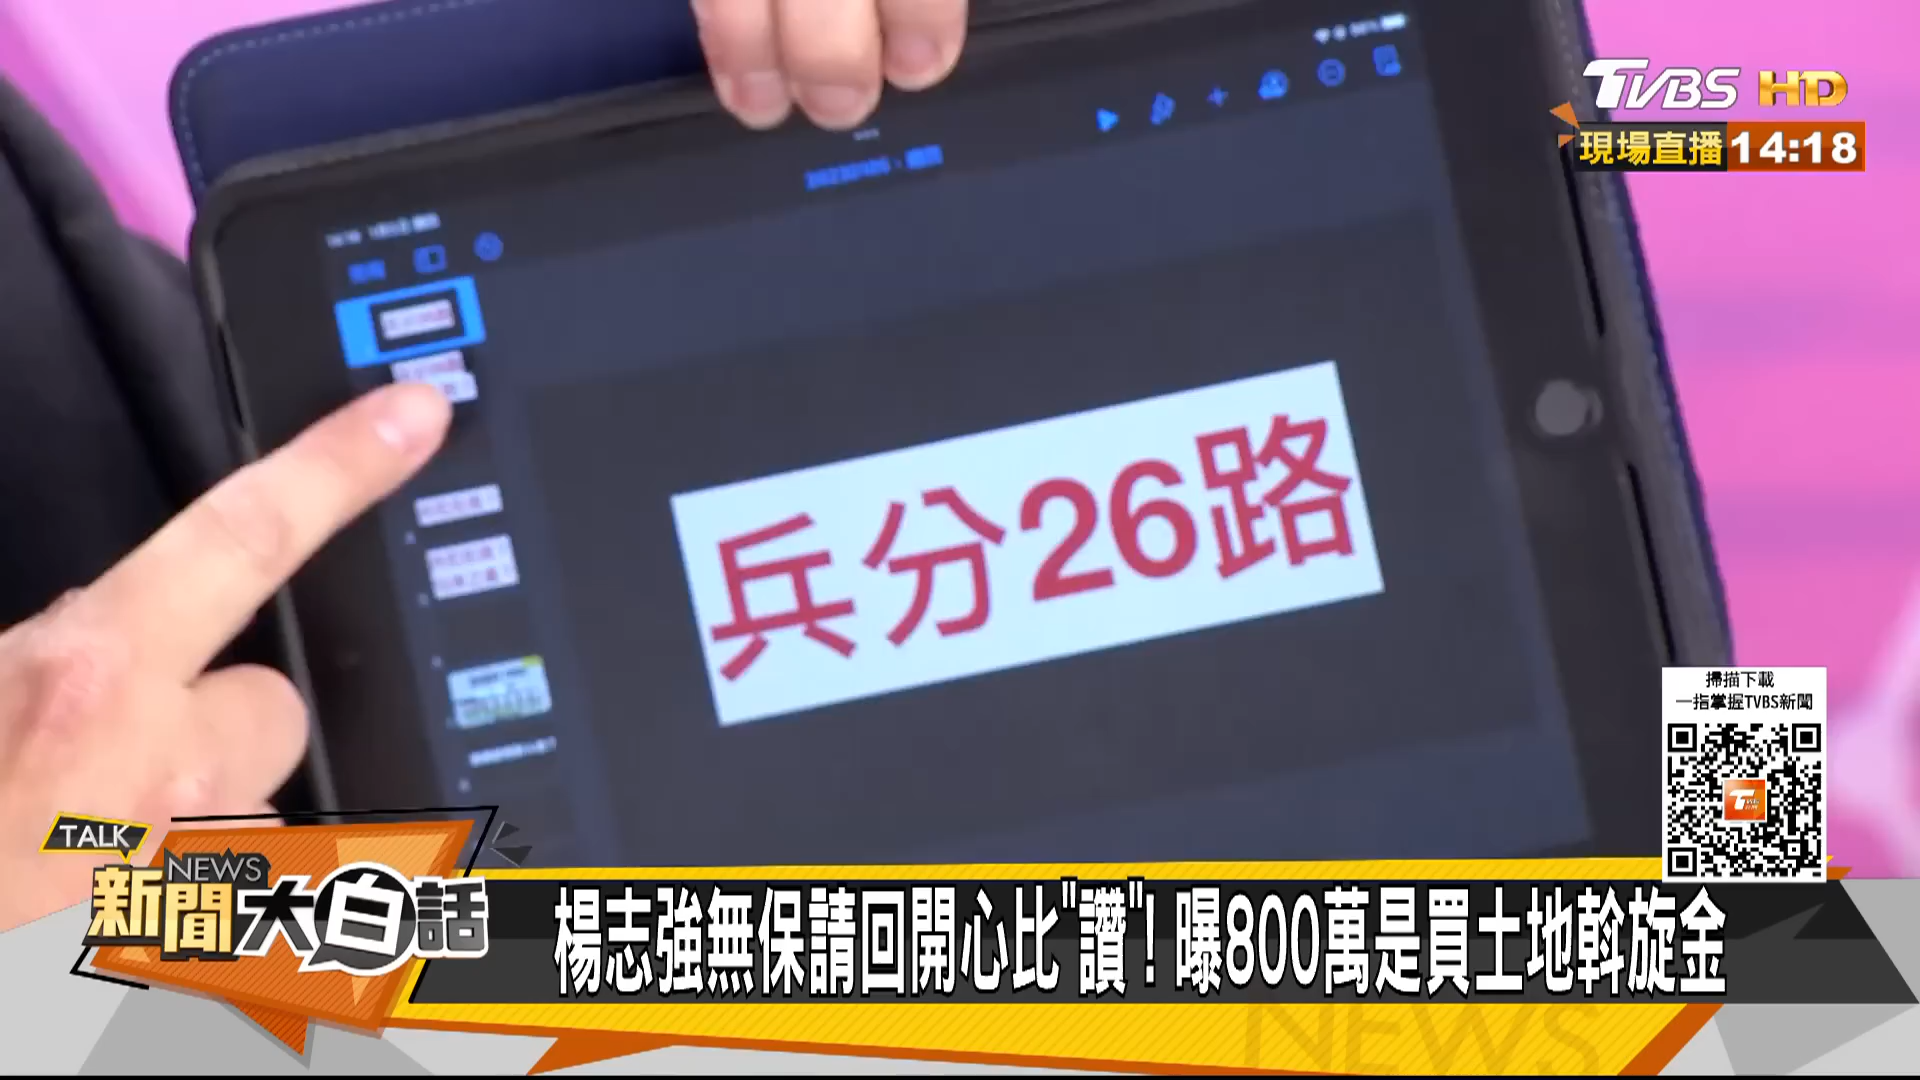 TVBS HD
現場直播 14:18
兵分26路
掃描下載
一指掌握TVBS新聞
TALK
NEWS
新聞大白話
楊志強無保請回開心比"讚"! 曝800萬是買土地斡旋金
NEWS